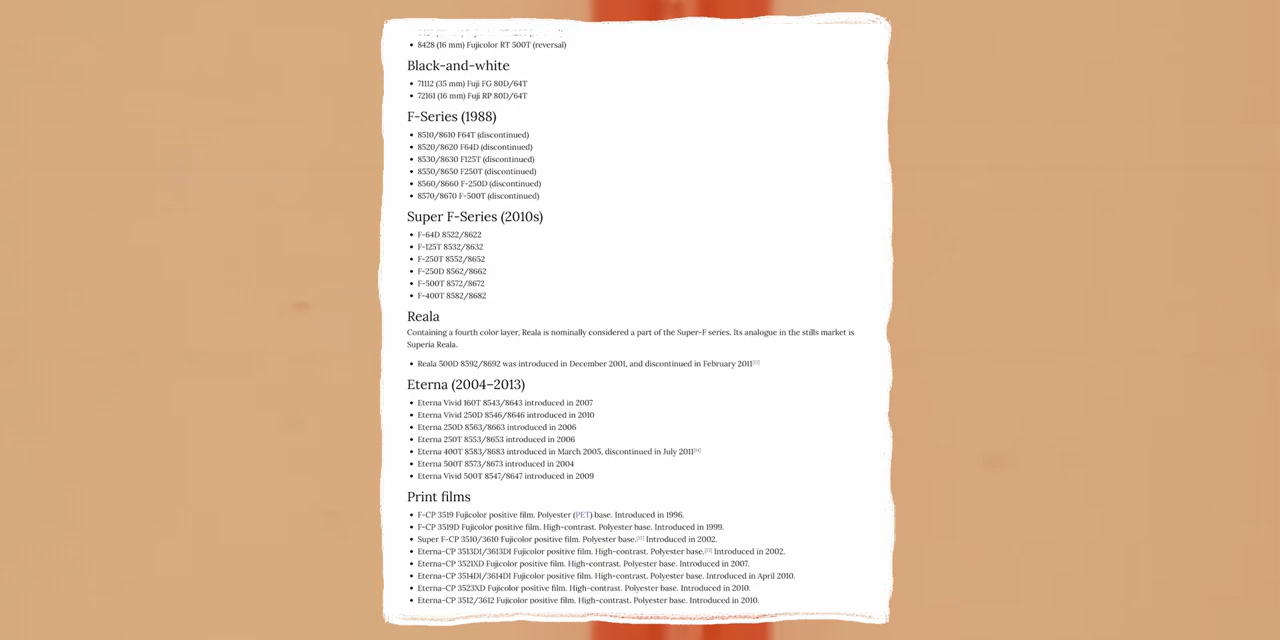 8428 (16 mm) Fujicolor RT 500T (reversal)
Black-and-white
71112 (35 mm) Fuji FG 80D/64T
72161 (16 mm) Fuji RP 80D/64T
F-Series (1988)
8510/8610 F64T (discontinued)
8520/8620 F64D (discontinued)
8530/8630 F125T (discontinued)
8550/8650 F250T (discontinued)
8560/8660 F-250D (discontinued)
8570/8670 F-500T (discontinued)
Super F-Series (2010s)
F-64D 8522/8622
F-125T 8532/8632
F-250T 8552/8652
F-250D 8562/8662
F-500T 8572/8672
F-400T 8582/8682
Reala
Containing a fourth color layer, Reala is nominally considered a part of the Super-F series. Its analogue in the stills market is
Superia Reala.
Reala 500D 8592/8692 was introduced in December 2001, and discontinued in February 2011
Eterna (2004–2013)
Eterna Vivid 160T 8543/8643 introduced in 2007
Eterna Vivid 250D 8546/8646 introduced in 2010
Eterna 250D 8563/8663 introduced in 2006
Eterna 250T 8553/8653 introduced in 2006
Eterna 400T 8583/8683 introduced in March 2005, discontinued in July 2011
Eterna 500T 8573/8673 introduced in 2004
Eterna Vivid 500T 8547/8647 introduced in 2009
Print films
F-CP 3519 Fujicolor positive film. Polyester (PET) base. Introduced in 1996.
F-CP 3519D Fujicolor positive film. High-contrast. Polyester base. Introduced in 1999.
Super F-CP 3510/3610 Fujicolor positive film. Polyester base. Introduced in 2002.
Eterna-CP 3513DI/3613DI Fujicolor positive film. High-contrast. Polyester base. Introduced in 2002.
Eterna-CP 3521XD Fujicolor positive film. High-contrast. Polyester base. Introduced in 2007.
Eterna-CP 3514DI/3614DI Fujicolor positive film. High-contrast. Polyester base. Introduced in April 2010.
Eterna-CP 3523XD Fujicolor positive film. High-contrast. Polyester base. Introduced in 2010.
Eterna-CP 3512/3612 Fujicolor positive film. High-contrast. Polyester base. Introduced in 2010.